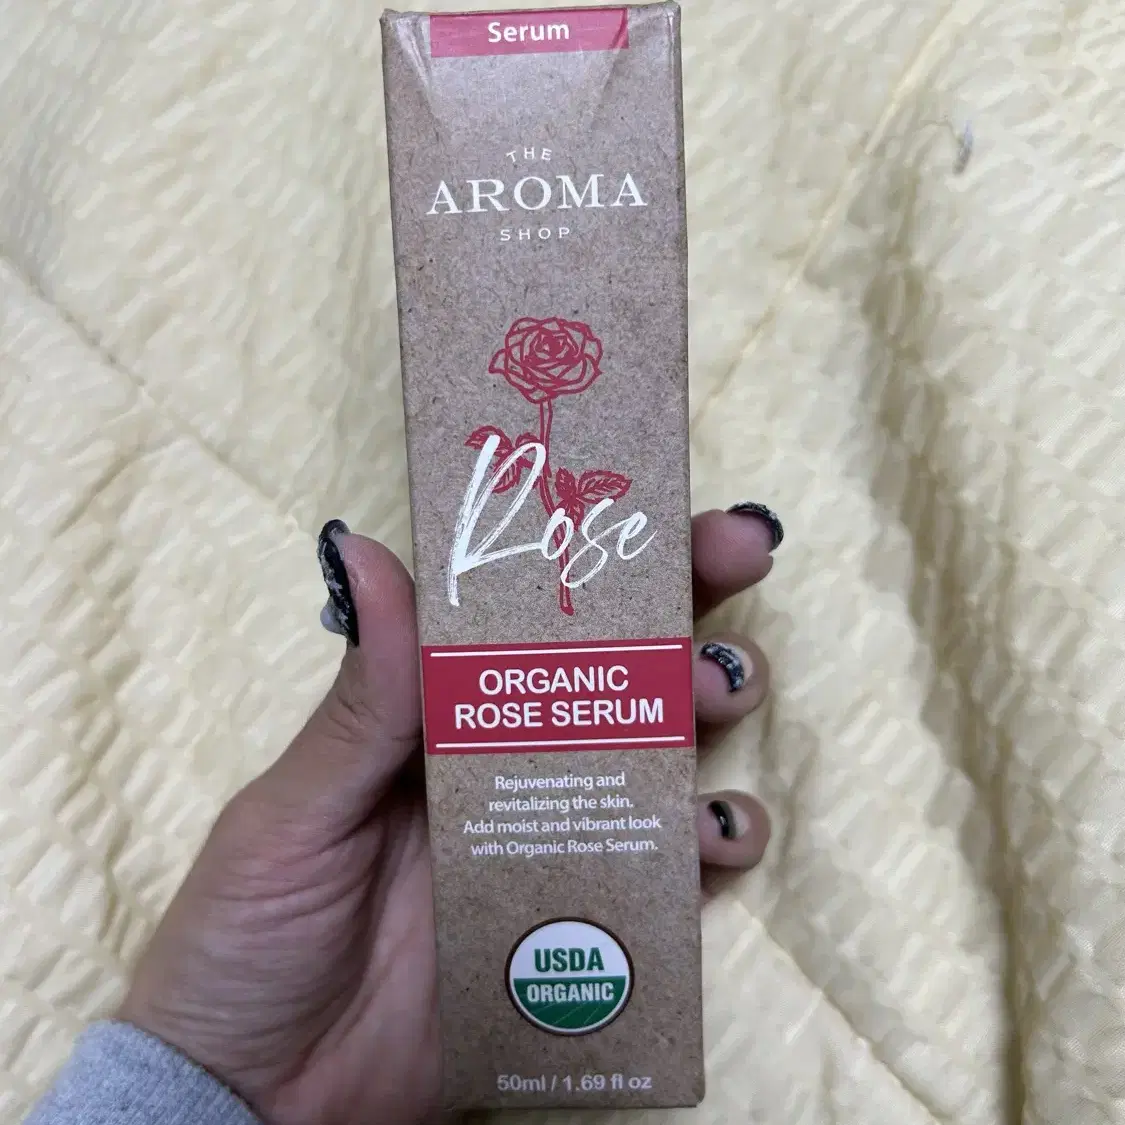 Serum
THE
AROMA
SHOP
Rose
ORGANIC
ROSE SERUM
Rejuvenating and
revitalizing the skin.
Add moist and vibrant look
with Organic Rose Serum.
USDA
ORGANIC
50ml / 1.69 fl oz